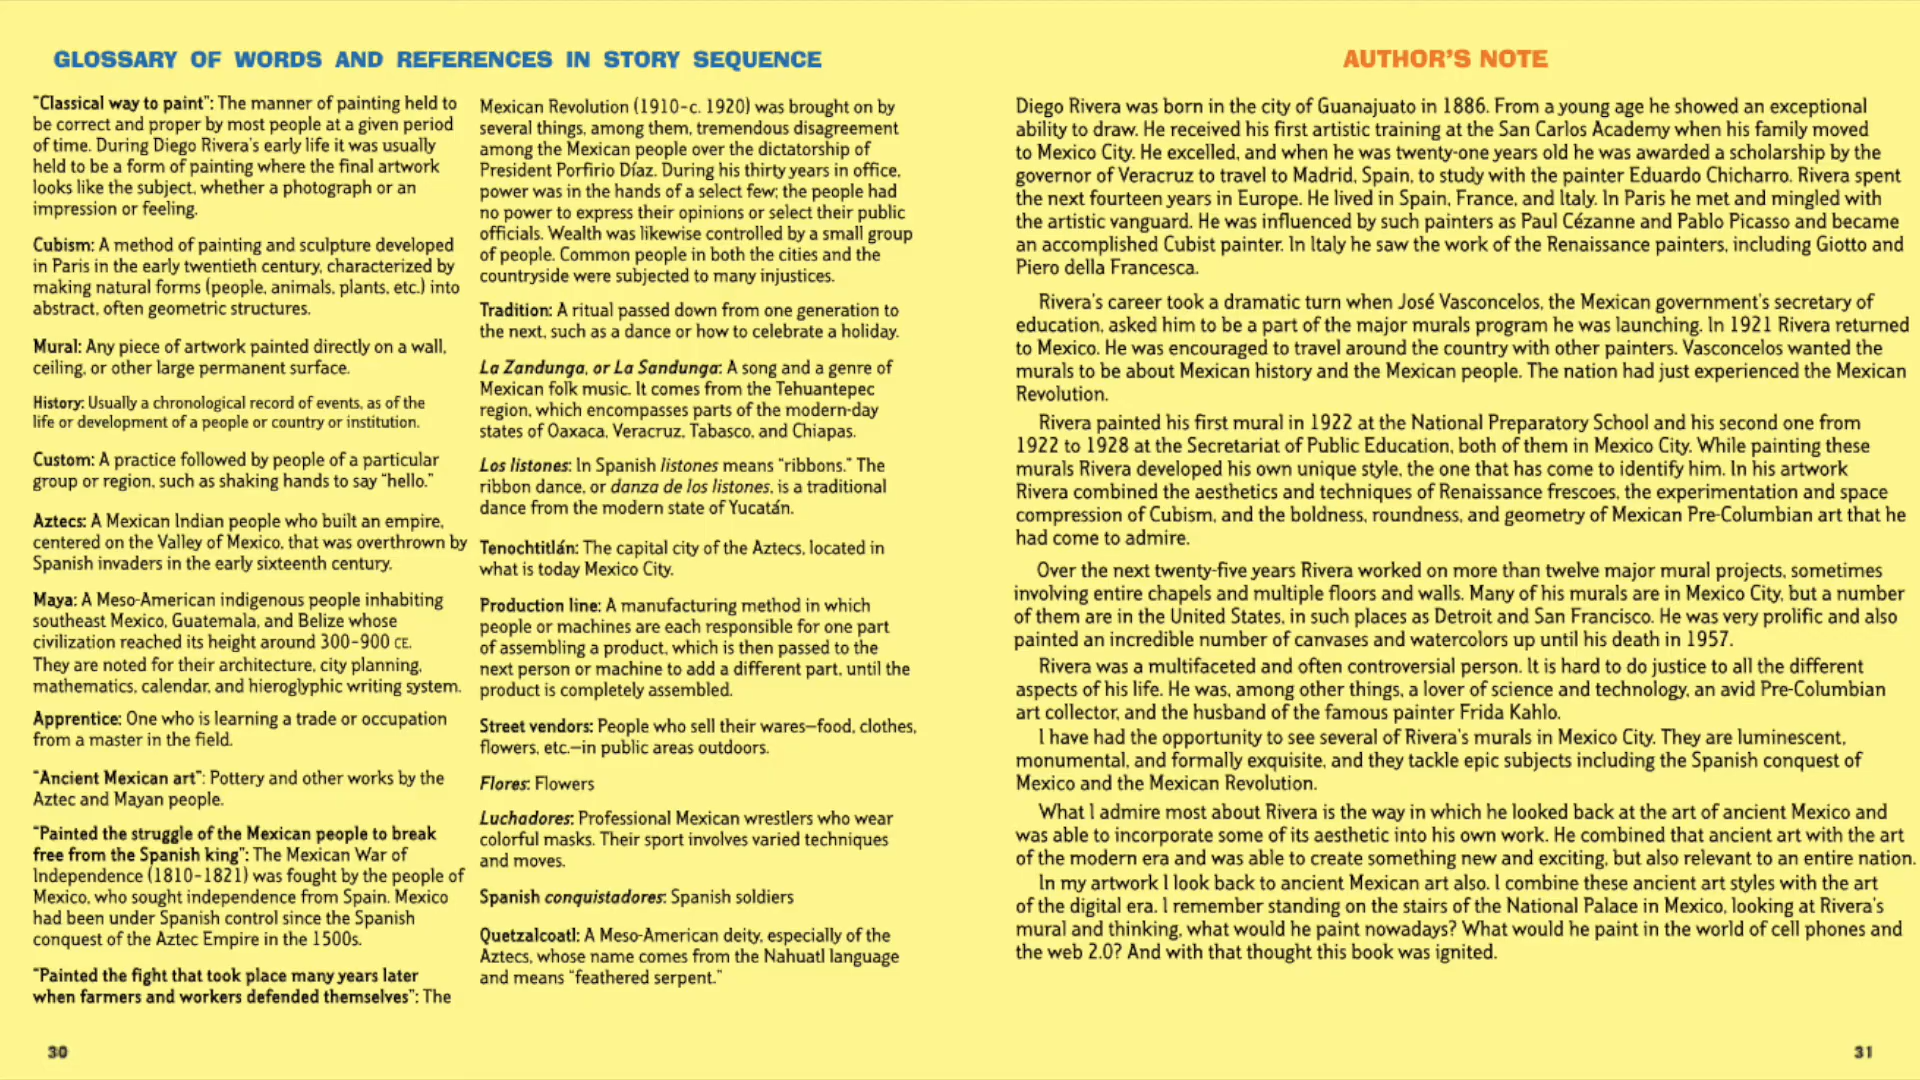 GLOSSARY OF WORDS AND REFERENCES IN STORY SEQUENCE
"Classical way to paint": The manner of painting held to
be correct and proper by most people at a given period
of time. During Diego Rivera's early life it was usually
held to be a form of painting where the final artwork
looks like the subject, whether a photograph or an
impression or feeling.
Cubism: A method of painting and sculpture developed
in Paris in the early twentieth century, characterized by
making natural forms (people, animals, plants, etc.) into
abstract, often geometric structures.
Mural: Any piece of artwork painted directly on a wall,
ceiling, or other large permanent surface.
History: Usually a chronological record of events, as of the
life or development of a people or country or institution.
Custom: A practice followed by people of a particular
group or region, such as shaking hands to say "hello."
Aztecs: A Mexican Indian people who built an empire,
centered on the Valley of Mexico, that was overthrown by
Spanish invaders in the early sixteenth century.
Maya: A Meso-American indigenous people inhabiting
southeast Mexico, Guatemala, and Belize whose
civilization reached its height around 300–900 CE.
They are noted for their architecture, city planning,
mathematics, calendar, and hieroglyphic writing system.
Apprentice: One who is learning a trade or occupation
from a master in the field.
"Ancient Mexican art": Pottery and other works by the
Aztec and Mayan people.
"Painted the struggle of the Mexican people to break
free from the Spanish king": The Mexican War of
Independence (1810–1821) was fought by the people of
Mexico, who sought independence from Spain. Mexico
had been under Spanish control since the Spanish
conquest of the Aztec Empire in the 1500s.
"Painted the fight that took place many years later
when farmers and workers defended themselves": The
Mexican Revolution (1910–c. 1920) was brought on by
several things, among them, tremendous disagreement
among the Mexican people over the dictatorship of
President Porfirio Díaz. During his thirty years in office,
power was in the hands of a select few; the people had
no power to express their opinions or select their public
officials. Wealth was likewise controlled by a small group
of people. Common people in both the cities and the
countryside were subjected to many injustices.
Tradition: A ritual passed down from one generation to
the next, such as a dance or how to celebrate a holiday.
La Zandunga, or La Sandunga: A song and a genre of
Mexican folk music. It comes from the Tehuantepec
region, which encompasses parts of the modern-day
states of Oaxaca, Veracruz, Tabasco, and Chiapas.
Los listones: In Spanish listones means "ribbons." The
ribbon dance, or danza de los listones, is a traditional
dance from the modern state of Yucatán.
Tenochtitlán: The capital city of the Aztecs, located in
what is today Mexico City.
Production line: A manufacturing method in which
people or machines are each responsible for one part
of assembling a product, which is then passed to the
next person or machine to add a different part, until the
product is completely assembled.
Street vendors: People who sell their wares—food, clothes,
flowers, etc.—in public areas outdoors.
Flores: Flowers
Luchadores: Professional Mexican wrestlers who wear
colorful masks. Their sport involves varied techniques
and moves.
Spanish conquistadores: Spanish soldiers
Quetzalcoatl: A Meso-American deity, especially of the
Aztecs, whose name comes from the Nahuatl language
and means "feathered serpent."
30
AUTHOR'S NOTE
Diego Rivera was born in the city of Guanajuato in 1886. From a young age he showed an exceptional
ability to draw. He received his first artistic training at the San Carlos Academy when his family moved
to Mexico City. He excelled, and when he was twenty-one years old he was awarded a scholarship by the
governor of Veracruz to travel to Madrid, Spain, to study with the painter Eduardo Chicharro. Rivera spent
the next fourteen years in Europe. He lived in Spain, France, and Italy. In Paris he met and mingled with
the artistic vanguard. He was influenced by such painters as Paul Cézanne and Pablo Picasso and became
an accomplished Cubist painter. In Italy he saw the work of the Renaissance painters, including Giotto and
Piero della Francesca.
Rivera's career took a dramatic turn when José Vasconcelos, the Mexican government's secretary of
education, asked him to be a part of the major murals program he was launching. In 1921 Rivera returned
to Mexico. He was encouraged to travel around the country with other painters. Vasconcelos wanted the
murals to be about Mexican history and the Mexican people. The nation had just experienced the Mexican
Revolution.
Rivera painted his first mural in 1922 at the National Preparatory School and his second one from
1922 to 1928 at the Secretariat of Public Education, both of them in Mexico City. While painting these
murals Rivera developed his own unique style, the one that has come to identify him. In his artwork
Rivera combined the aesthetics and techniques of Renaissance frescoes, the experimentation and space
compression of Cubism, and the boldness, roundness, and geometry of Mexican Pre-Columbian art that he
had come to admire.
Over the next twenty-five years Rivera worked on more than twelve major mural projects, sometimes
involving entire chapels and multiple floors and walls. Many of his murals are in Mexico City, but a number
of them are in the United States, in such places as Detroit and San Francisco. He was very prolific and also
painted an incredible number of canvases and watercolors up until his death in 1957.
Rivera was a multifaceted and often controversial person. It is hard to do justice to all the different
aspects of his life. He was, among other things, a lover of science and technology, an avid Pre-Columbian
art collector, and the husband of the famous painter Frida Kahlo.
I have had the opportunity to see several of Rivera's murals in Mexico City. They are luminescent,
monumental, and formally exquisite, and they tackle epic subjects including the Spanish conquest of
Mexico and the Mexican Revolution.
What I admire most about Rivera is the way in which he looked back at the art of ancient Mexico and
was able to incorporate some of its aesthetic into his own work. He combined that ancient art with the art
of the modern era and was able to create something new and exciting, but also relevant to an entire nation.
In my artwork I look back to ancient Mexican art also. I combine these ancient art styles with the art
of the digital era. I remember standing on the stairs of the National Palace in Mexico, looking at Rivera's
mural and thinking, what would he paint nowadays? What would he paint in the world of cell phones and
the web 2.0? And with that thought this book was ignited.
31